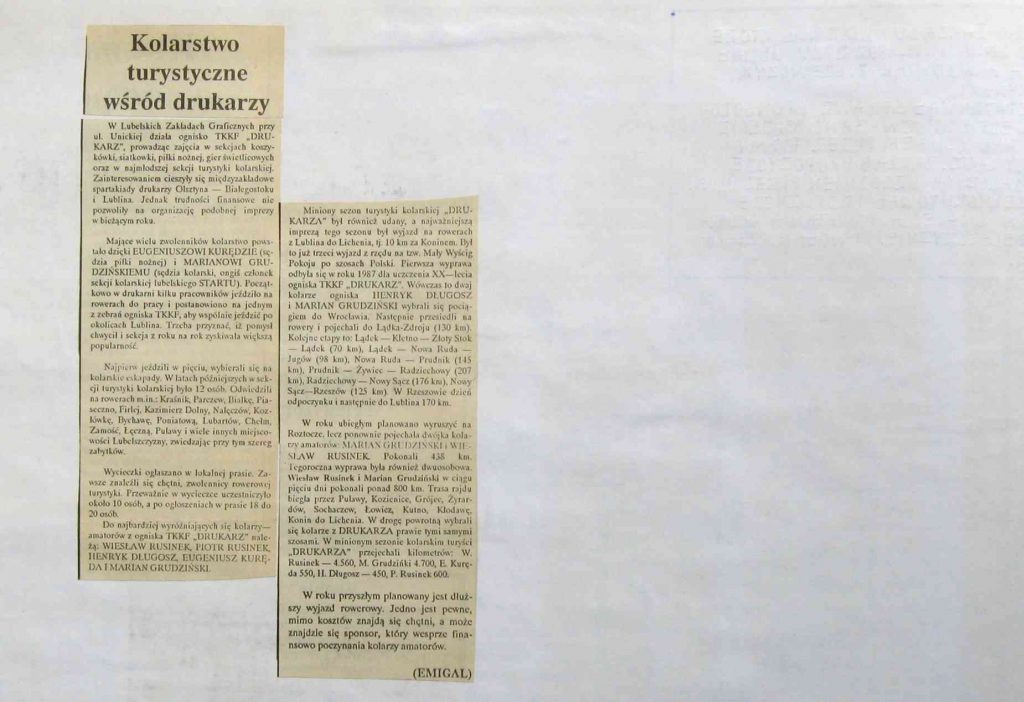 Kolarstwo
turystyczne
wśród drukarzy
W Lubelskich Zakładach Graficznych przy
ul. Unickiej działa ognisko TKKF „DRU-
KARZ”, prowadząc zajęcia w sekcjach koszy-
kówki, siatkówki, piłki nożnej, gier świetlicowych
oraz w najmłodszej sekcji turystyki kolarskiej.
Zainteresowaniem cieszyły się międzyzakładowe
spartakiady drukarzy Olsztyna — Białegostoku
i Lublina. Jednak trudności finansowe nie
pozwoliły na organizację podobnej imprezy
w bieżącym roku.
Mające wielu zwolenników kolarstwo pows-
tało dzięki EUGENIUSZOWI KURĘDZIE (sę-
dzia piłki nożnej) i MARIANOWI GRU-
DZIŃSKIEMU (sędzia kolarski, ongiś członek
sekcji kolarskiej lubelskiego STARTU). Począt-
kowo w drukarni kilku pracowników jeździło na
rowerach do pracy i postanowiono na jednym
z zebrań ogniska TKKF, aby wspólnie jeździć po
okolicach Lublina. Trzeba przyznać, iż pomysł
chwycił i sekcja z roku na rok zyskiwała większą
popularność.
Najpierw jeździli w pięciu, wybierali się na
kolarskie eskapady. W latach późniejszych w sek-
cji turystyki kolarskiej było 12 osób. Odwiedzili
na rowerach m.in.: Kraśnik, Parczew, Białkę, Pia-
seczno, Firlej, Kazimierz Dolny, Nałęczów, Koz-
łówkę, Bychawę, Poniatową, Lubartów, Chełm,
Zamość, Łęczną, Puławy i wiele innych miejsco-
wości Lubelszczyzny, zwiedzając przy tym szereg
zabytków.
Wycieczki ogłaszano w lokalnej prasie. Za-
wsze znaleźli się chętni, zwolennicy rowerowej
turystyki. Przeważnie w wycieczce uczestniczyło
około 10 osób, a po ogłoszeniach w prasie 18 do
20 osób.
Do najbardziej wyróżniających się kolarzy—
amatorów z ogniska TKKF „DRUKARZ” nale-
żą: WIESŁAW RUSINEK, PIOTR RUSINEK,
HENRYK DŁUGOSZ, EUGENIUSZ KURĘ-
DA I MARIAN GRUDZIŃSKI.
Miniony sezon turystyki kolarskiej „DRU-
KARZA” był również udany, a najważniejszą
imprezą tego sezonu był wyjazd na rowerach
z Lublina do Lichenia, tj. 10 km za Koninem. Był
to już trzeci wyjazd z rzędu na tzw. Mały Wyścig
Pokoju po szosach Polski. Pierwsza wyprawa
odbyła się w roku 1987 dla uczczenia XX—lecia
ogniska TKKF „DRUKARZ”. Wówczas to dwaj
kolarze ogniska HENRYK DŁUGOSZ
i MARIAN GRUDZIŃSKI wybrali się pocią-
giem do Wrocławia. Następnie przesiedli na
rowery i pojechali do Lądka-Zdroju (130 km).
Kolejne etapy to: Lądek — Kletno — Złoty Stok
— Lądek (70 km), Lądek — Nowa Ruda —
Jugów (98 km), Nowa Ruda — Prudnik (145
km), Prudnik — Żywiec — Radziechowy (207
km), Radziechowy — Nowy Sącz (176 km), Nowy
Sącz—Rzeszów (125 km). W Rzeszowie dzień
odpoczynku i następnie do Lublina 170 km.
W roku ubiegłym planowano wyruszyć na
Roztocze, lecz ponownie pojechała dwójka kola-
rzy amatorów: MARIAN GRUDZIŃSKI i WIE-
SŁAW RUSINEK. Pokonali 438 km.
Tegoroczna wyprawa była również dwuosobowa.
Wiesław Rusinek i Marian Grudziński w ciągu
pięciu dni pokonali ponad 800 km. Trasa rajdu
biegła przez Puławy, Kozienice, Grójec, Żyrar-
dów, Sochaczew, Łowicz, Kutno, Kłodawę,
Konin do Lichenia. W drogę powrotną wybrali
się kolarze z DRUKARZA prawie tymi samymi
szosami. W minionym sezonie kolarskim turyści
„DRUKARZA” przejechali kilometrów: W.
Rusinek — 4.560, M. Grudziński 4.700, E. Kurę-
da 550, H. Długosz — 450, P. Rusinek 600.
W roku przyszłym planowany jest dłuż-
szy wyjazd rowerowy. Jedno jest pewne,
mimo kosztów znajdą się chętni, a może
znajdzie się sponsor, który wesprze finan-
sowo poczynania kolarzy amatorów.
(EMIGAL)